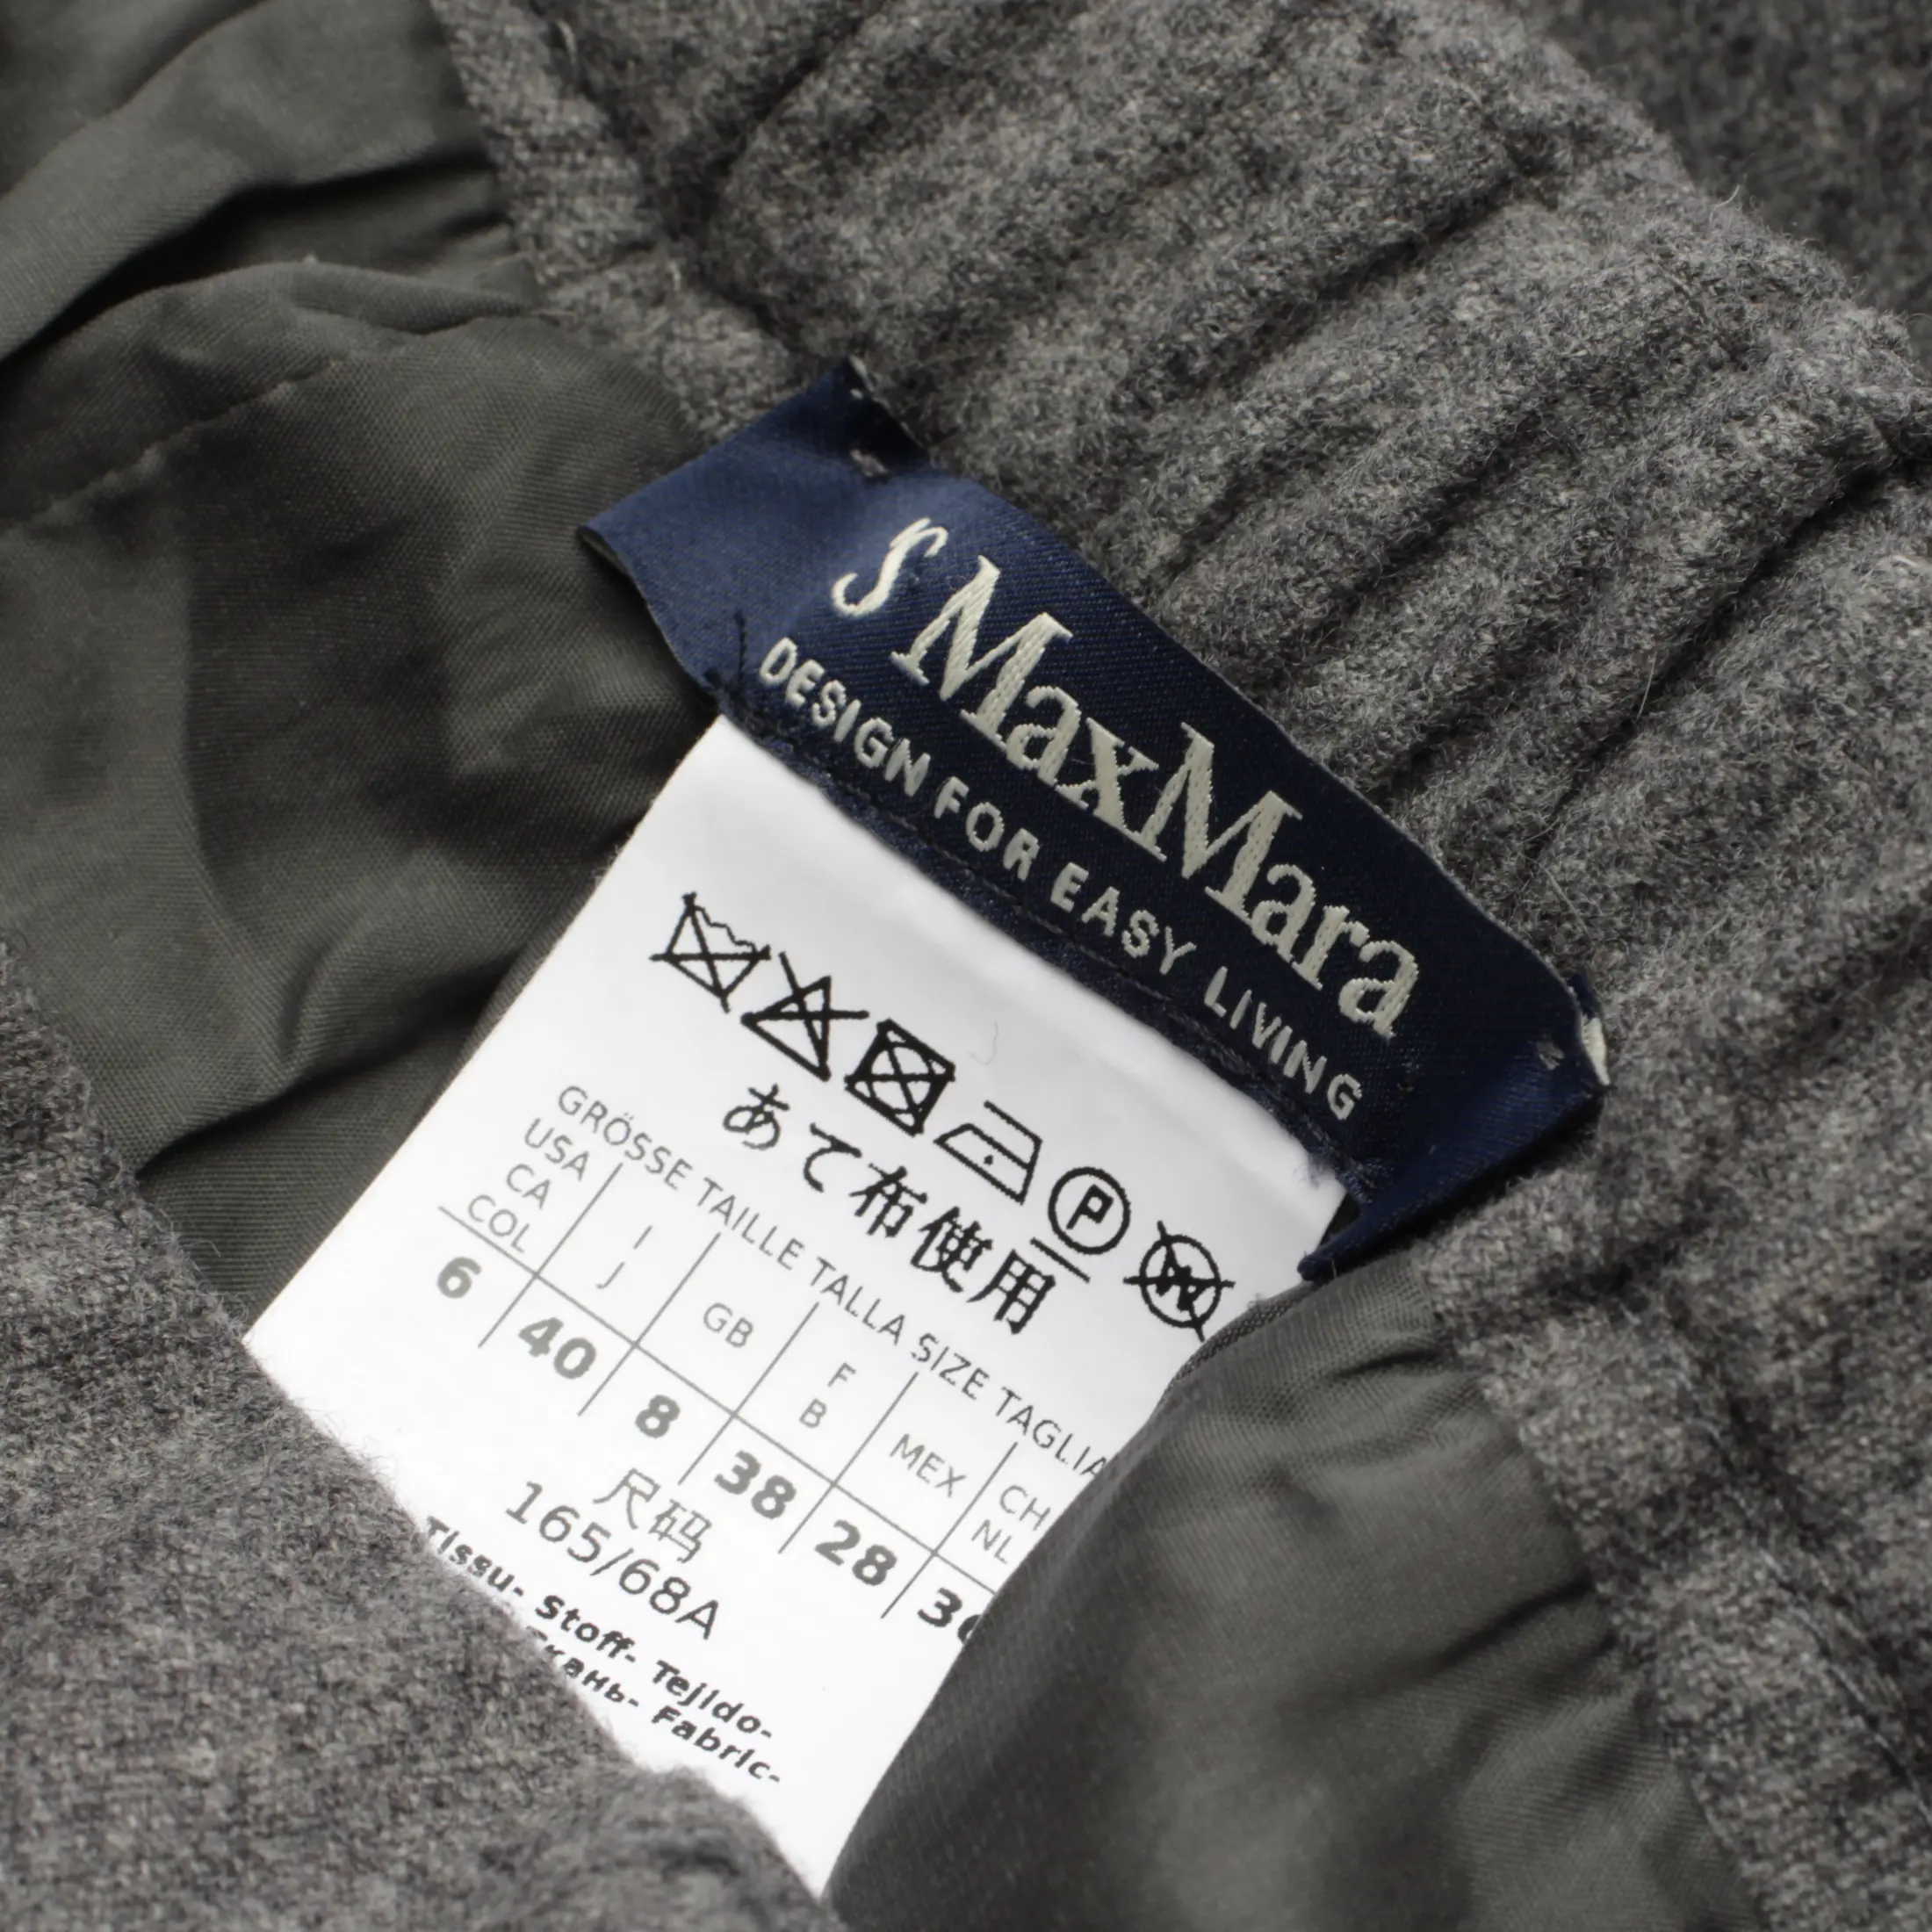 S MaxMara
DESIGN FOR EASY LIVING
P
W
あて布使用
GRÖSSE TAILLE TALLA SIZE TAGLIA
USA CA COL
I J
GB
F B
MEX
CH NL
6 40 8 38 28
尺码
165/68A
Tissu- Stoff- Tejido-
Ткань- Fabric-